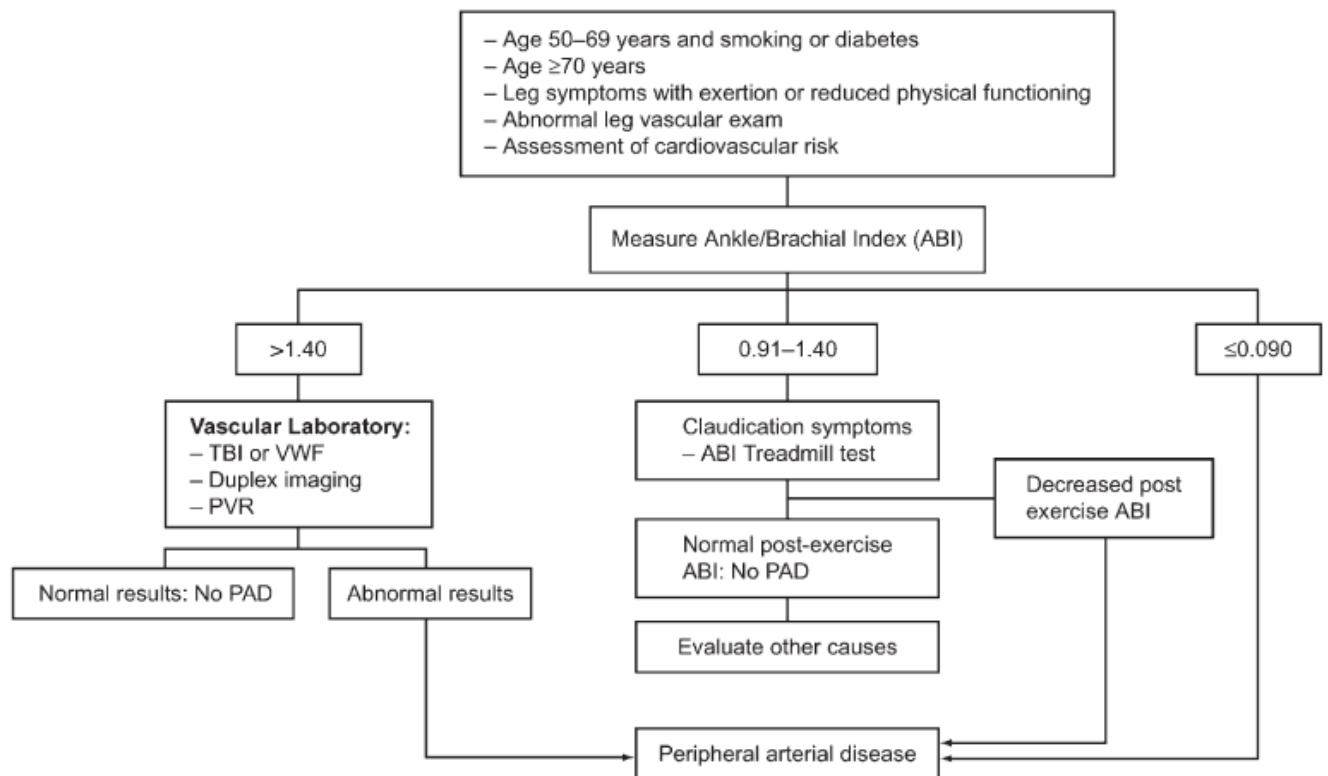 – Age 50–69 years and smoking or diabetes
– Age ≥70 years
– Leg symptoms with exertion or reduced physical functioning
– Abnormal leg vascular exam
– Assessment of cardiovascular risk
Measure Ankle/Brachial Index (ABI)
>1.40
0.91–1.40
≤0.090
Vascular Laboratory:
– TBI or VWF
– Duplex imaging
– PVR
Claudication symptoms
– ABI Treadmill test
Decreased post
exercise ABI
Normal post-exercise
ABI: No PAD
Normal results: No PAD
Abnormal results
Evaluate other causes
Peripheral arterial disease